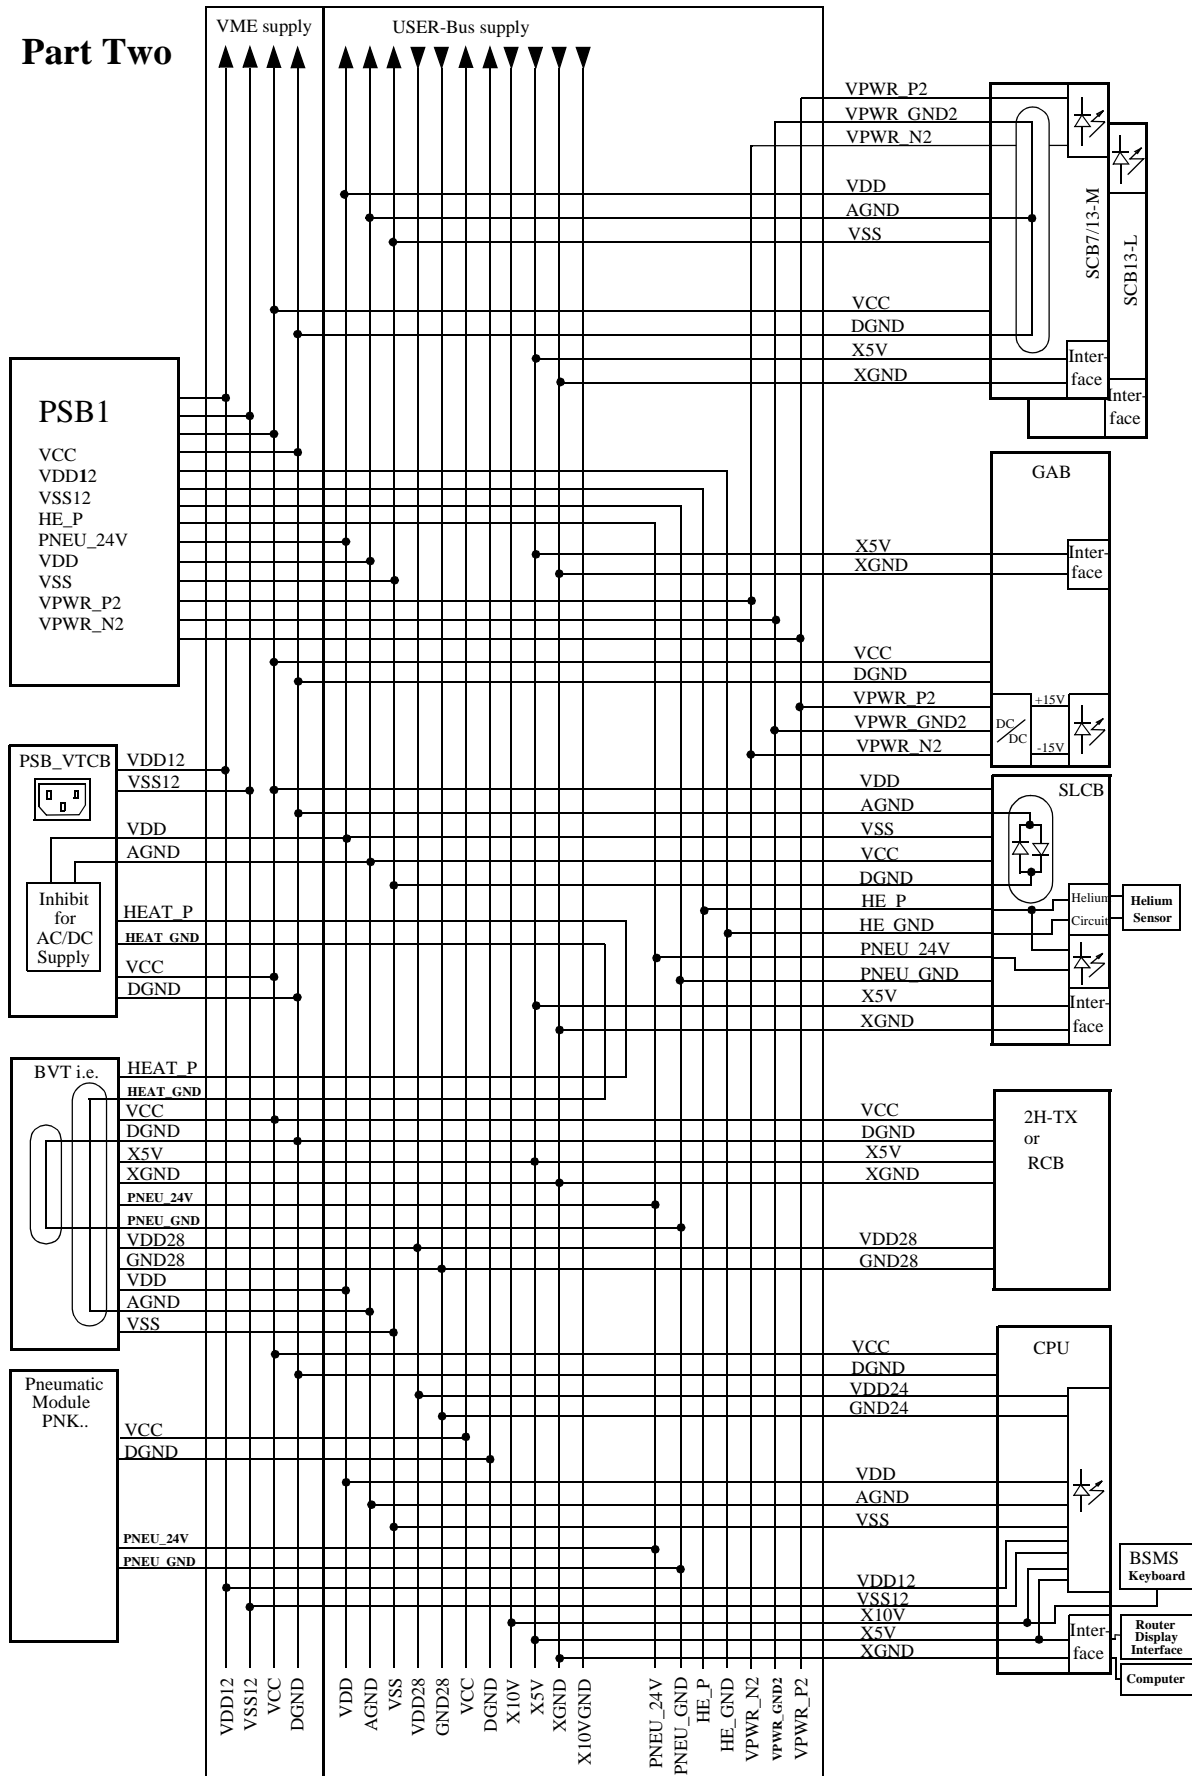 Part Two
VME supply
USER-Bus supply
VPWR_P2
VPWR_GND2
VPWR_N2
VDD
AGND
VSS
VCC
DGND
X5V
XGND
SCB7/13-M
SCB13-L
Inter-
face
Inter-
face
PSB1
VCC
VDD12
VSS12
HE_P
PNEU_24V
VDD
VSS
VPWR_P2
VPWR_N2
GAB
X5V
XGND
Inter-
face
VCC
DGND
VPWR_P2
VPWR_GND2
VPWR_N2
DC/DC
+15V
-15V
PSB_VTCB
VDD12
VSS12
VDD
AGND
Inhibit
for
AC/DC
Supply
HEAT_P
HEAT_GND
VCC
DGND
SLCB
VDD
AGND
VSS
VCC
DGND
HE_P
HE_GND
PNEU_24V
PNEU_GND
X5V
XGND
Helium
Circuit
Helium
Sensor
Inter-
face
BVT i.e.
HEAT_P
HEAT_GND
VCC
DGND
X5V
XGND
PNEU_24V
PNEU_GND
VDD28
GND28
VDD
AGND
VSS
2H-TX
or
RCB
VCC
DGND
X5V
XGND
VDD28
GND28
Pneumatic
Module
PNK..
VCC
DGND
PNEU_24V
PNEU_GND
CPU
VCC
DGND
VDD24
GND24
VDD
AGND
VSS
VDD12
VSS12
X10V
X5V
XGND
Inter-
face
BSMS
Keyboard
Router
Display
Interface
Computer
VDD12
VSS12
VCC
DGND
VDD
AGND
VSS
VDD28
GND28
VCC
DGND
X10V
X5V
XGND
X10VGND
PNEU_24V
PNEU_GND
HE_P
HE_GND
VPWR_N2
VPWR_GND2
VPWR_P2